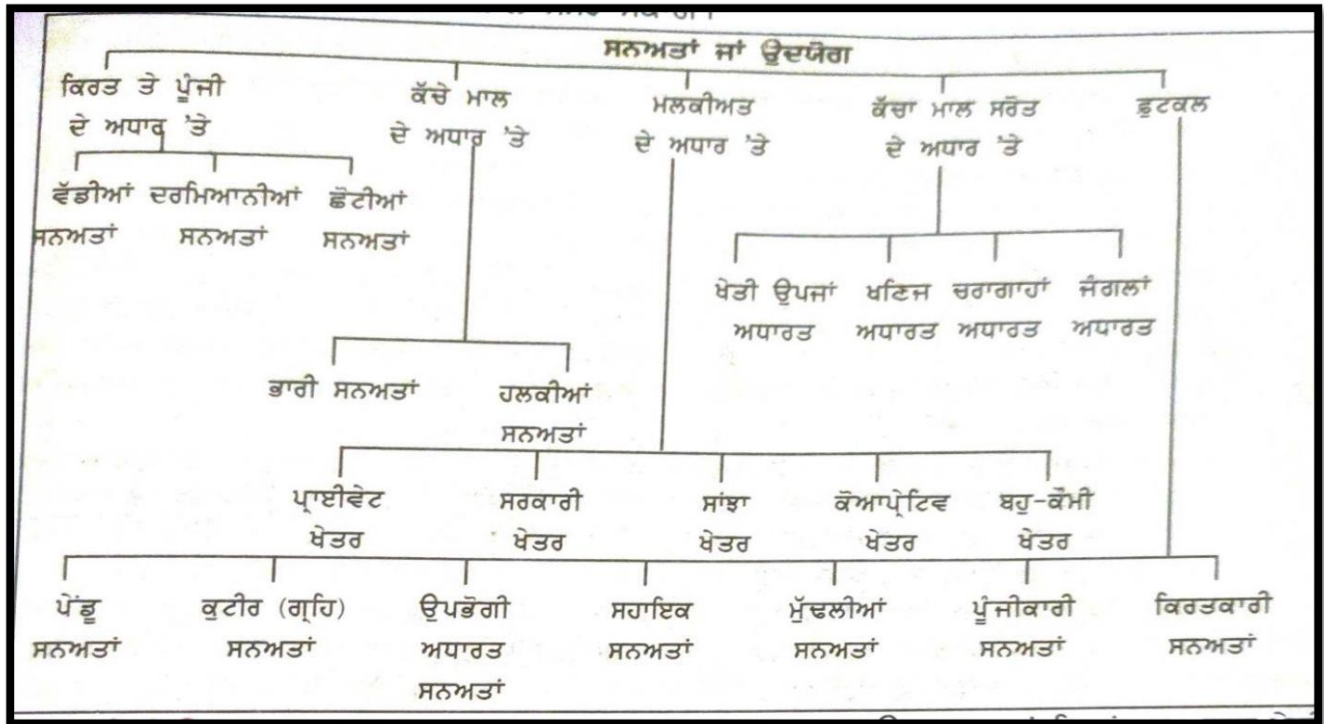 ਸਨਅਤਾਂ ਜਾਂ ਉਦਯੋਗ
ਕਿਰਤ ਤੇ ਪੂੰਜੀ ਦੇ ਅਧਾਰ 'ਤੇ
ਕੱਚੇ ਮਾਲ ਦੇ ਅਧਾਰ 'ਤੇ
ਮਲਕੀਅਤ ਦੇ ਅਧਾਰ 'ਤੇ
ਕੱਚਾਂ ਮਾਲ ਸਰੋਤ ਦੇ ਅਧਾਰ 'ਤੇ
ਫੁਟਕਲ
ਵੱਡੀਆਂ ਸਨਅਤਾਂ
ਦਰਮਿਆਨੀਆਂ ਸਨਅਤਾਂ
ਛੋਟੀਆਂ ਸਨਅਤਾਂ
ਖੇਤੀ ਉਪਜਾਂ ਅਧਾਰਤ
ਖਣਿਜ ਅਧਾਰਤ
ਚਰਾਗਾਹਾਂ ਅਧਾਰਤ
ਜੰਗਲਾਂ ਅਧਾਰਤ
ਭਾਰੀ ਸਨਅਤਾਂ
ਹਲਕੀਆਂ ਸਨਅਤਾਂ
ਪ੍ਰਾਈਵੇਟ ਖੇਤਰ
ਸਰਕਾਰੀ ਖੇਤਰ
ਸਾਂਝਾ ਖੇਤਰ
ਕੋਆਪ੍ਰੇਟਿਵ ਖੇਤਰ
ਬਹੁ-ਕੌਮੀ ਖੇਤਰ
ਪੇਂਡੂ ਸਨਅਤਾਂ
ਕੁਟੀਰ (ਗ੍ਰਹਿ) ਸਨਅਤਾਂ
ਉਪਭੋਗੀ ਅਧਾਰਤ ਸਨਅਤਾਂ
ਸਹਾਇਕ ਸਨਅਤਾਂ
ਮੁੱਢਲੀਆਂ ਸਨਅਤਾਂ
ਪੂੰਜੀਕਾਰੀ ਸਨਅਤਾਂ
ਕਿਰਤਕਾਰੀ ਸਨਅਤਾਂ